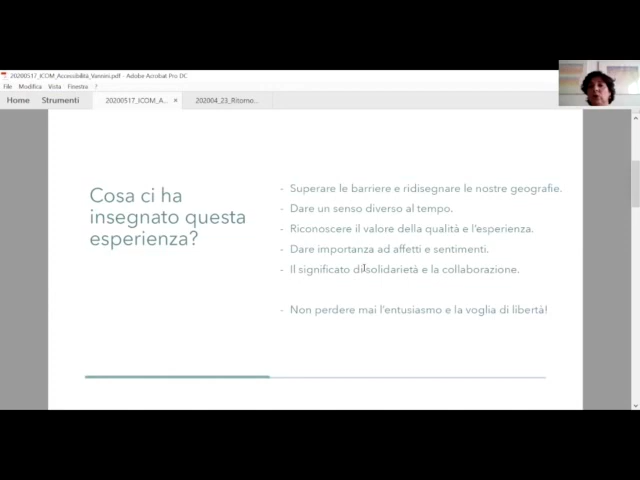 20200517_ICOM_Accessibilità_Vannini.pdf - Adobe Acrobat Pro DC
File Modifica Vista Finestra ?
Home Strumenti 20200517_ICOM_A... × 202004_23_Ritorno...
Cosa ci ha
insegnato questa
esperienza?
- Superare le barriere e ridisegnare le nostre geografie.
- Dare un senso diverso al tempo.
- Riconoscere il valore della qualità e l'esperienza.
- Dare importanza ad affetti e sentimenti.
- Il significato di solidarietà e la collaborazione.
- Non perdere mai l'entusiasmo e la voglia di libertà!